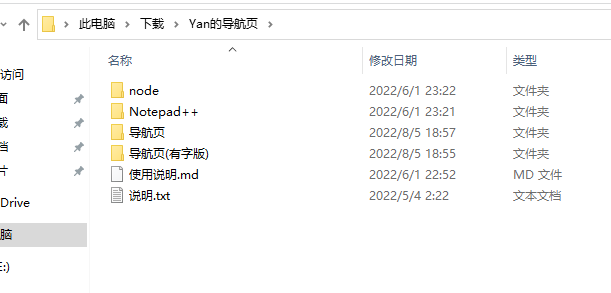 此电脑 > 下载 > Yan的导航页 >
名称 修改日期 类型
访问
node 2022/6/1 23:22 文件夹
面
Notepad++ 2022/6/1 23:21 文件夹
载
导航页 2022/8/5 18:57 文件夹
档
导航页(有字版) 2022/8/5 18:55 文件夹
片
使用说明.md 2022/6/1 22:52 MD 文件
说明.txt 2022/5/4 2:22 文本文档
Drive
脑
E:)